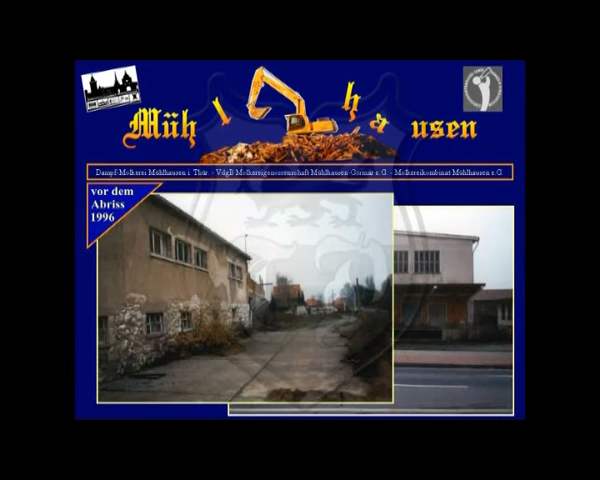 Mühlhausen
Dampf-Molkerei Mühlhausen i. Thür. - VdgB Molkereigenossenschaft Mühlhausen-Görmar e.G. - Molkereikombinat Mühlhausen e.G.
vor dem
Abriss
1996